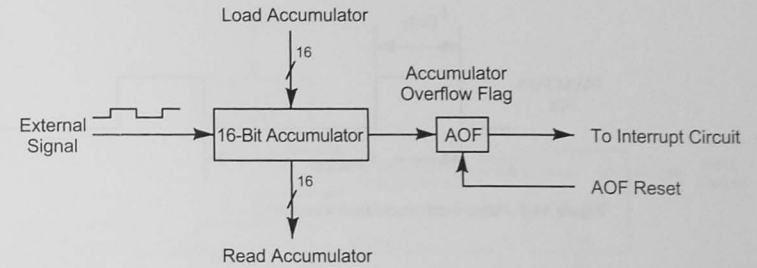 Load Accumulator
16
Accumulator
Overflow Flag
External
Signal
16-Bit Accumulator
AOF
To Interrupt Circuit
16
AOF Reset
Read Accumulator